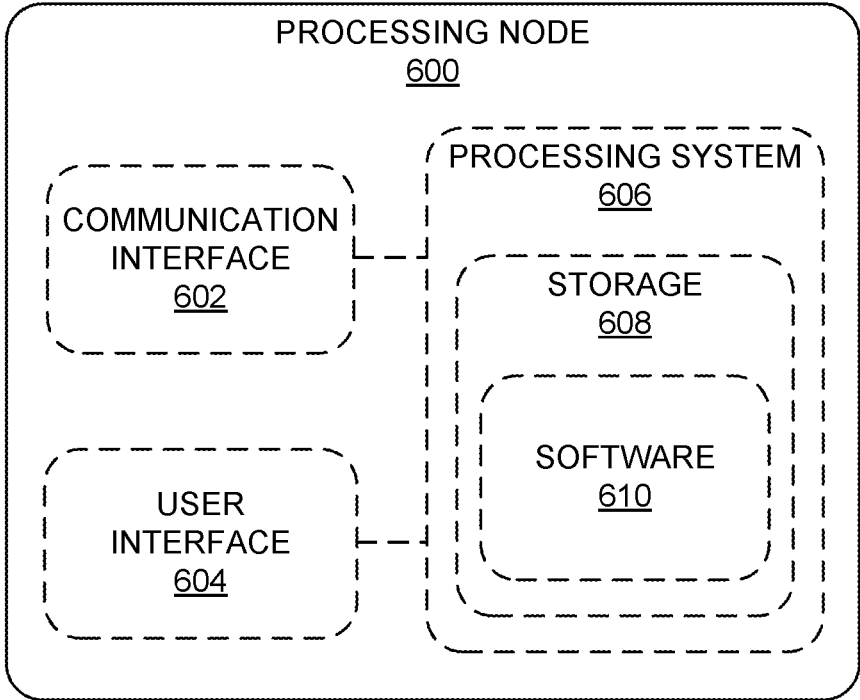 PROCESSING NODE
600
PROCESSING SYSTEM
606
COMMUNICATION
INTERFACE
602
STORAGE
608
SOFTWARE
610
USER
INTERFACE
604